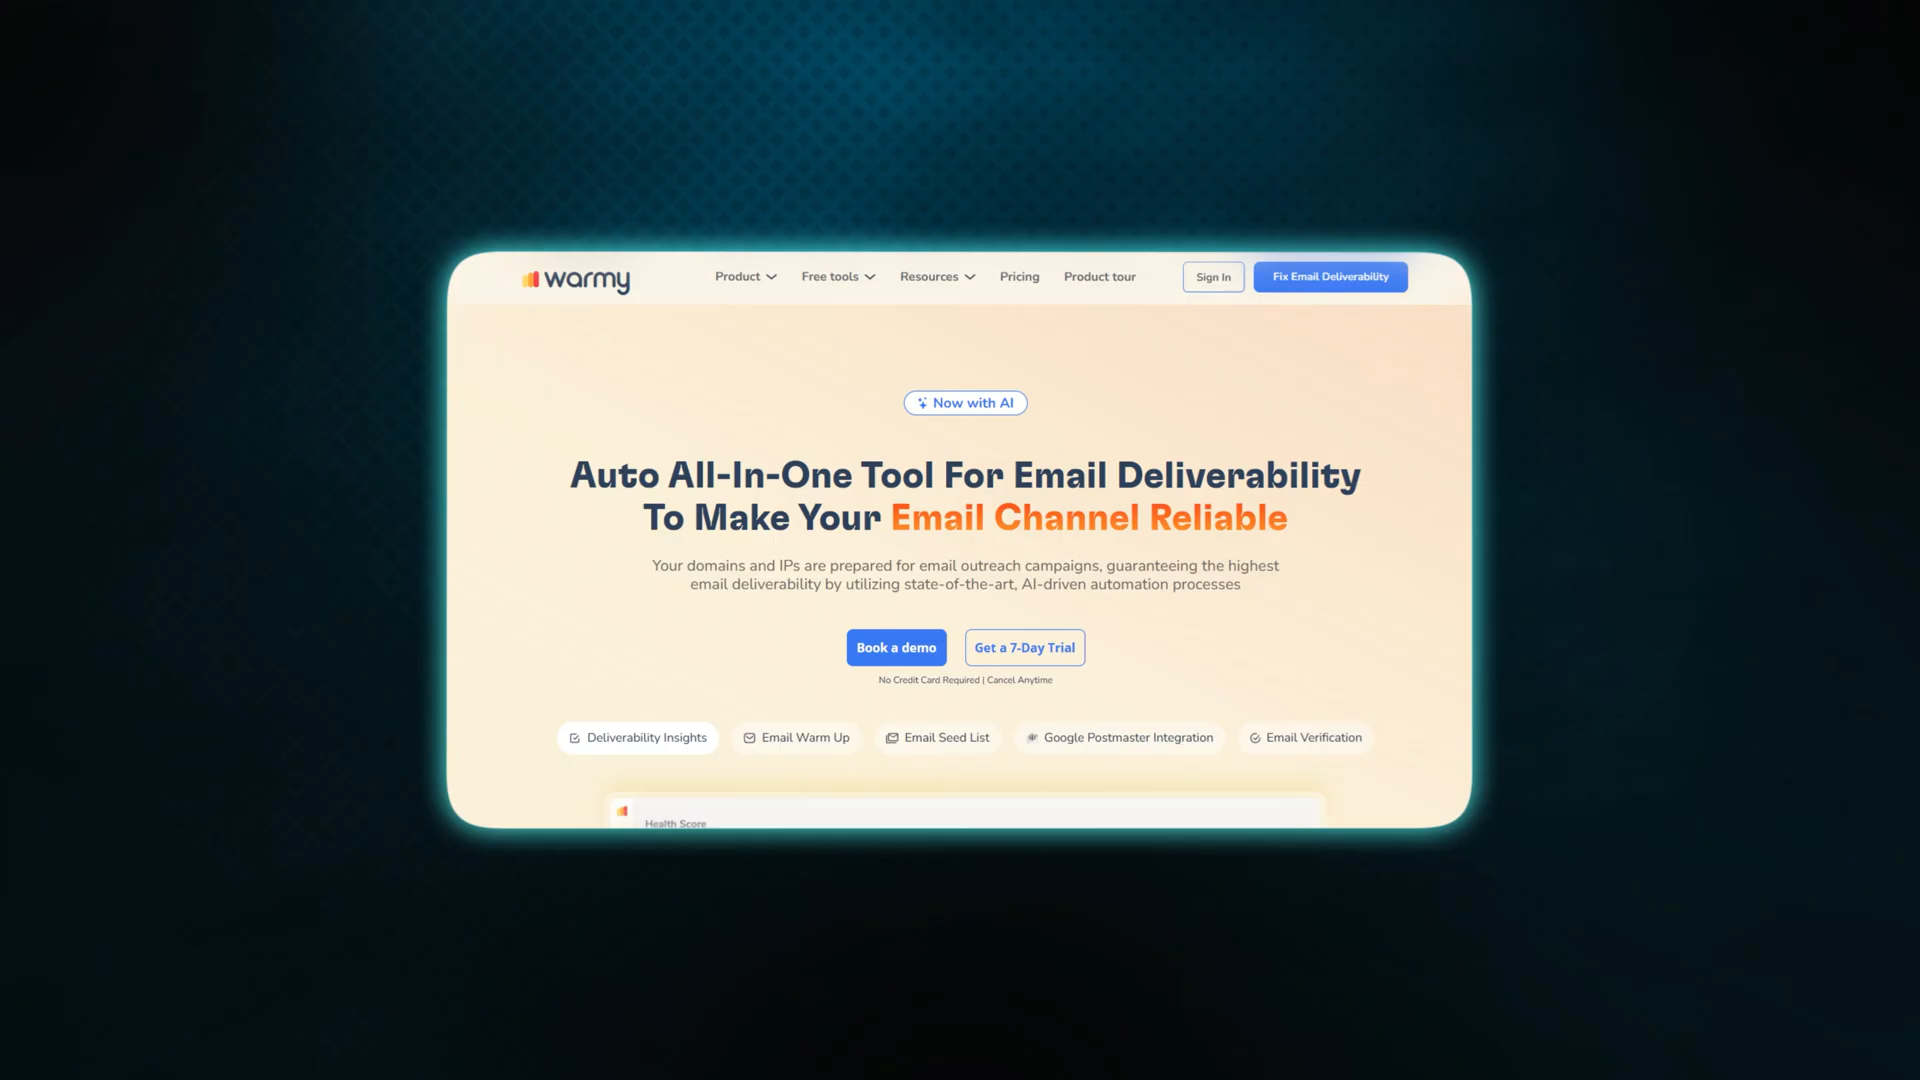 warmy
Product
Free tools
Resources
Pricing
Product tour
Sign In
Fix Email Deliverability
Now with AI
Auto All-In-One Tool For Email Deliverability
To Make Your Email Channel Reliable
Your domains and IPs are prepared for email outreach campaigns, guaranteeing the highest
email deliverability by utilizing state-of-the-art, AI-driven automation processes
Book a demo
Get a 7-Day Trial
No Credit Card Required | Cancel Anytime
Deliverability Insights
Email Warm Up
Email Seed List
Google Postmaster Integration
Email Verification
Health Score